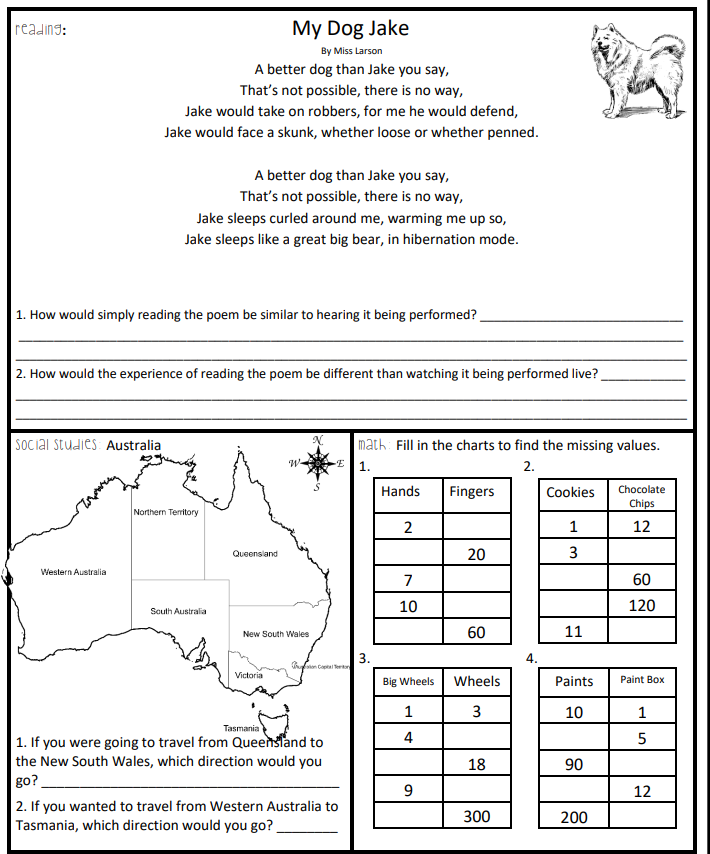 reading:
My Dog Jake
By Miss Larson
A better dog than Jake you say,
That's not possible, there is no way,
Jake would take on robbers, for me he would defend,
Jake would face a skunk, whether loose or whether penned.
A better dog than Jake you say,
That's not possible, there is no way,
Jake sleeps curled around me, warming me up so,
Jake sleeps like a great big bear, in hibernation mode.
1. How would simply reading the poem be similar to hearing it being performed?
2. How would the experience of reading the poem be different than watching it being performed live?
social studies: Australia
N
W E
S
Northern Territory
Queensland
Western Australia
South Australia
New South Wales
Australian Capital Territory
Victoria
Tasmania
1. If you were going to travel from Queensland to
the New South Wales, which direction would you
go?
2. If you wanted to travel from Western Australia to
Tasmania, which direction would you go?
math: Fill in the charts to find the missing values.
1.
Hands Fingers
2
20
7
10
60
2.
Cookies Chocolate
Chips
1 12
3
60
120
11
3.
Big Wheels Wheels
1 3
4
18
9
300
4.
Paints Paint Box
10 1
5
90
12
200